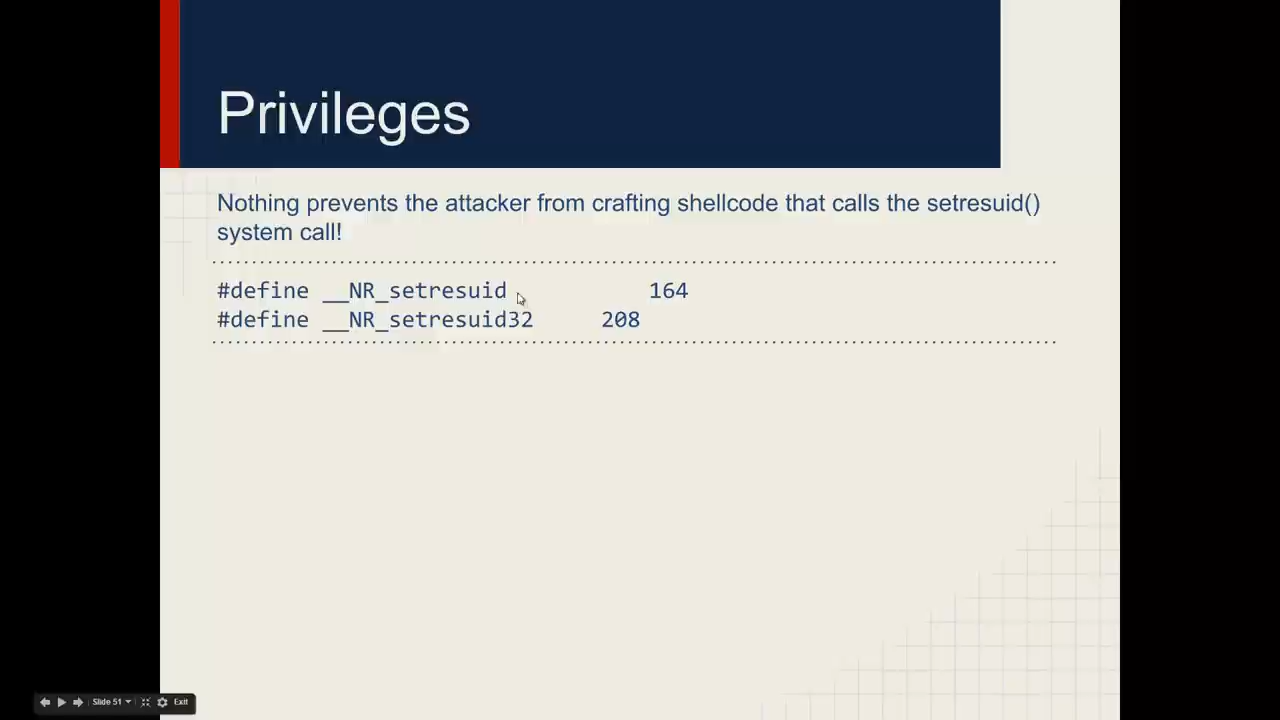 Privileges
Nothing prevents the attacker from crafting shellcode that calls the setresuid()
system call!
#define __NR_setresuid 164
#define __NR_setresuid32 208
Slide 51
Exit